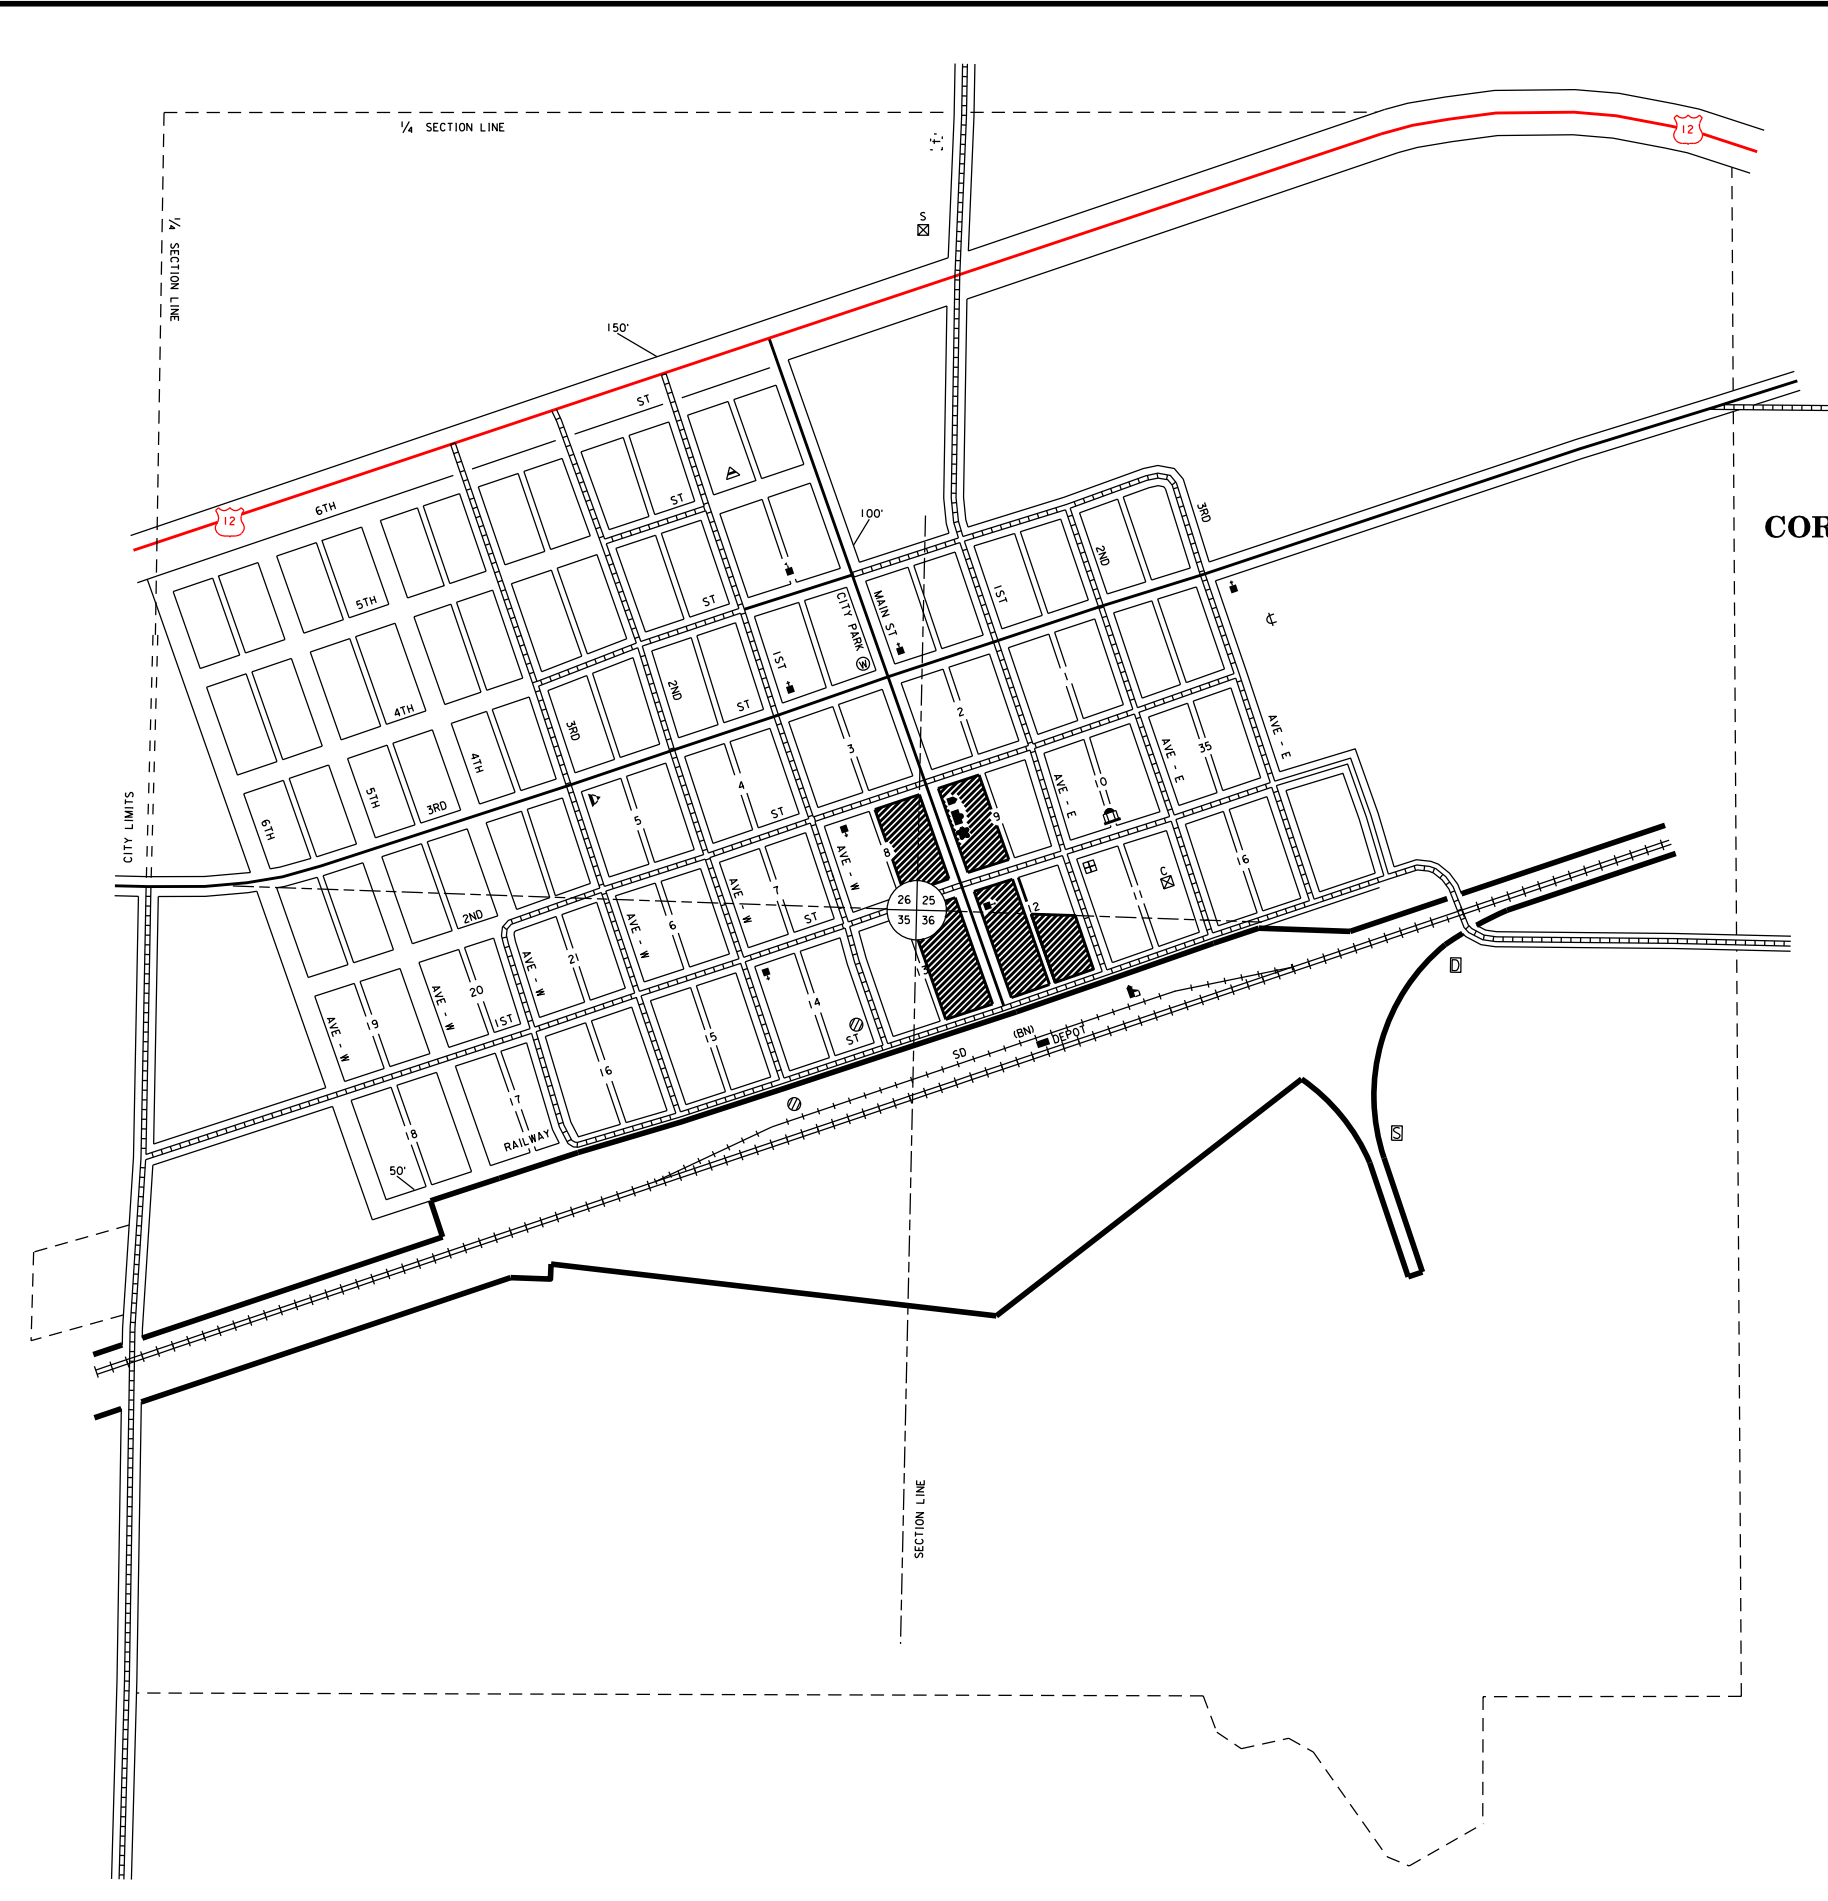 ¼ SECTION LINE
12
¼ SECTION LINE
S
150'
ST
6TH
12
ST
100'
3RD
COR
2ND
5TH
ST
1ST
CITY PARK
MAIN ST
W
4TH
2ND
ST
1ST
3RD
2
AVE - E
4TH
3
AVE - E
35
5TH
3RD
4
ST
AVE - E
10
6TH
5
9
CITY LIMITS
8
AVE - W
16
C
2ND
AVE - W
7
ST
26 25
35 36
12
11
AVE - W
6
AVE - W
21
D
AVE - W
20
1ST
14
AVE - W
19
15
ST
(BN)
DEPOT
SD
16
17
18
RAILWAY
S
50'
SECTION LINE